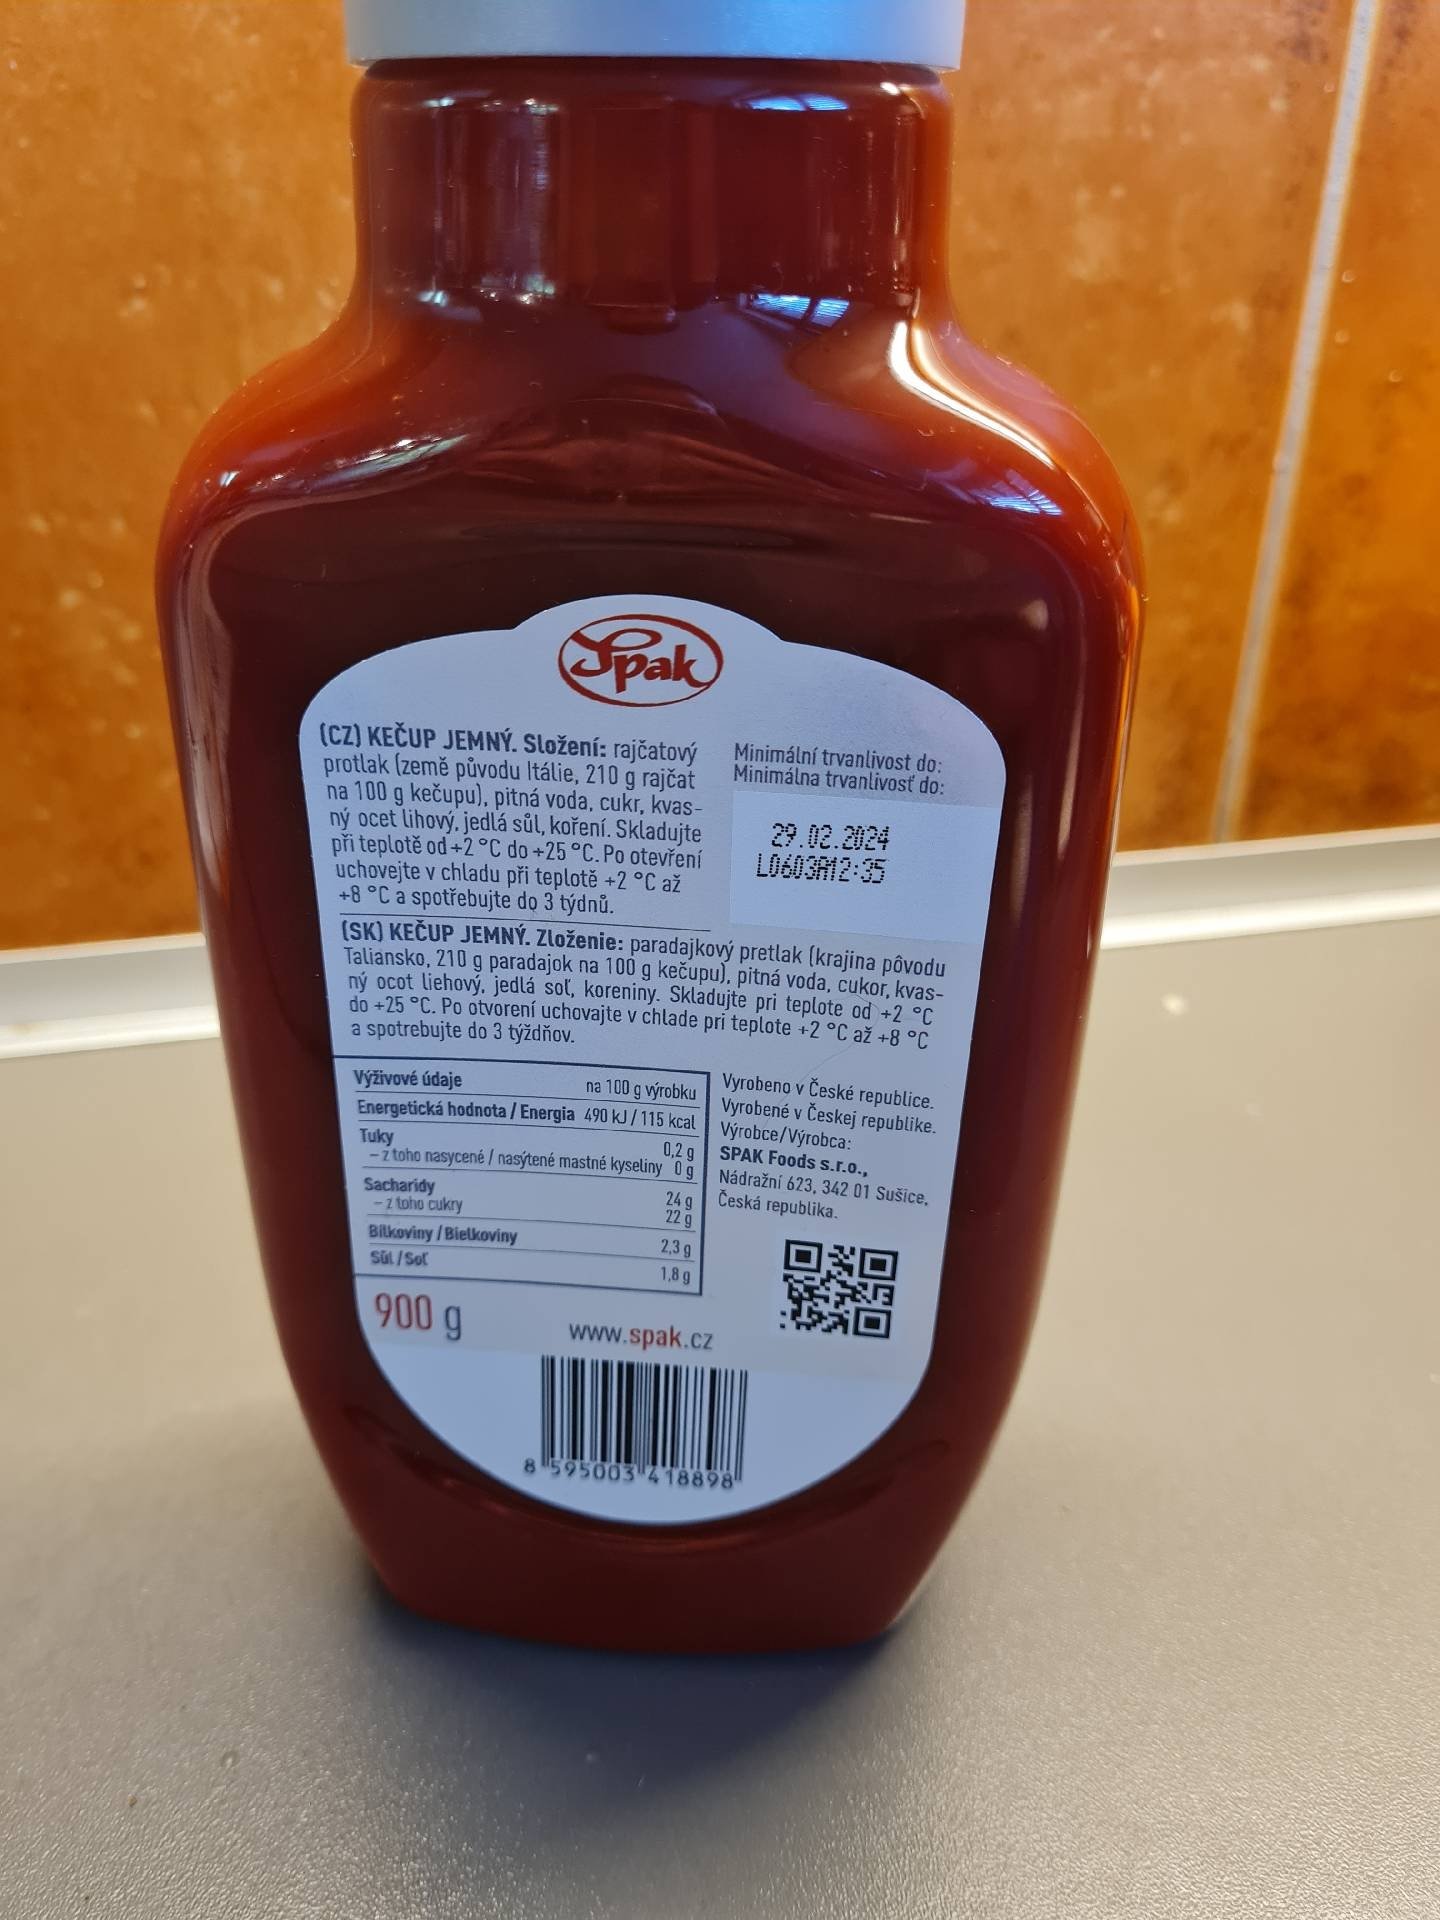 Spak
(CZ) KEČUP JEMNÝ. Složení: rajčatový
protlak (země původu Itálie, 210 g rajčat
na 100 g kečupu), pitná voda, cukr, kvas-
ný ocet lihový, jedlá sůl, koření. Skladujte
při teplotě od +2 °C do +25 °C. Po otevření
uchovejte v chladu při teplotě +2 °C až
+8 °C a spotřebujte do 3 týdnů.
Minimální trvanlivost do:
Minimálna trvanlivosť do:
29.02.2024
L0603A12:35
(SK) KEČUP JEMNÝ. Zloženie: paradajkový pretlak (krajina pôvodu
Taliansko, 210 g paradajok na 100 g kečupu), pitná voda, cukor, kvas-
ný ocot liehový, jedlá soľ, koreniny. Skladujte pri teplote od +2 °C
do +25 °C. Po otvorení uchovajte v chlade pri teplote +2 °C až +8 °C
a spotrebujte do 3 týždňov.
Výživové údaje na 100 g výrobku
Energetická hodnota / Energia 490 kJ / 115 kcal
Tuky 0,2 g
– z toho nasycené / nasýtené mastné kyseliny 0 g
Sacharidy 24 g
– z toho cukry 22 g
Bílkoviny / Bielkoviny 2,3 g
Sůl / Soľ 1,8 g
Vyrobeno v České republice.
Vyrobené v Českej republike.
Výrobce/Výrobca:
SPAK Foods s.r.o.,
Nádražní 623, 342 01 Sušice,
Česká republika.
900 g
www.spak.cz
8 595003 418898